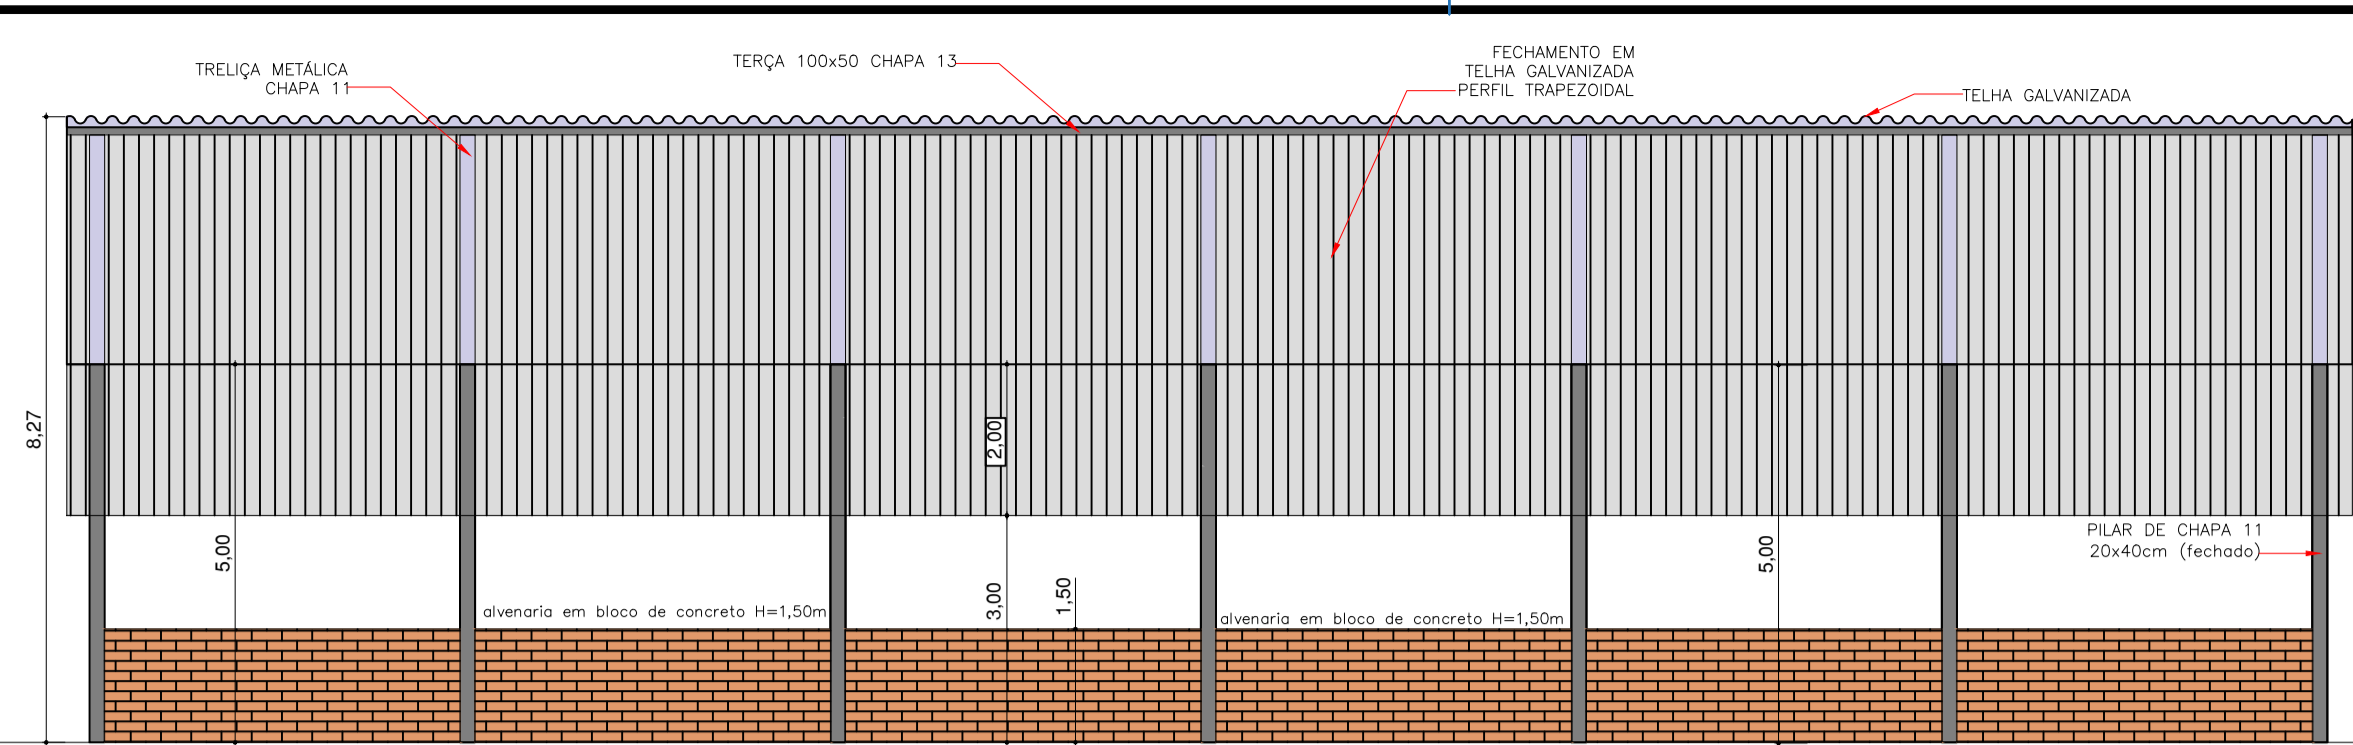 FECHAMENTO EM
TELHA GALVANIZADA
PERFIL TRAPEZOIDAL
TERÇA 100x50 CHAPA 13
TRELIÇA METÁLICA
CHAPA 11
TELHA GALVANIZADA
8,27
2,00
5,00
5,00
PILAR DE CHAPA 11
20x40cm (fechado)
3,00
1,50
alvenaria em bloco de concreto H=1,50m
alvenaria em bloco de concreto H=1,50m